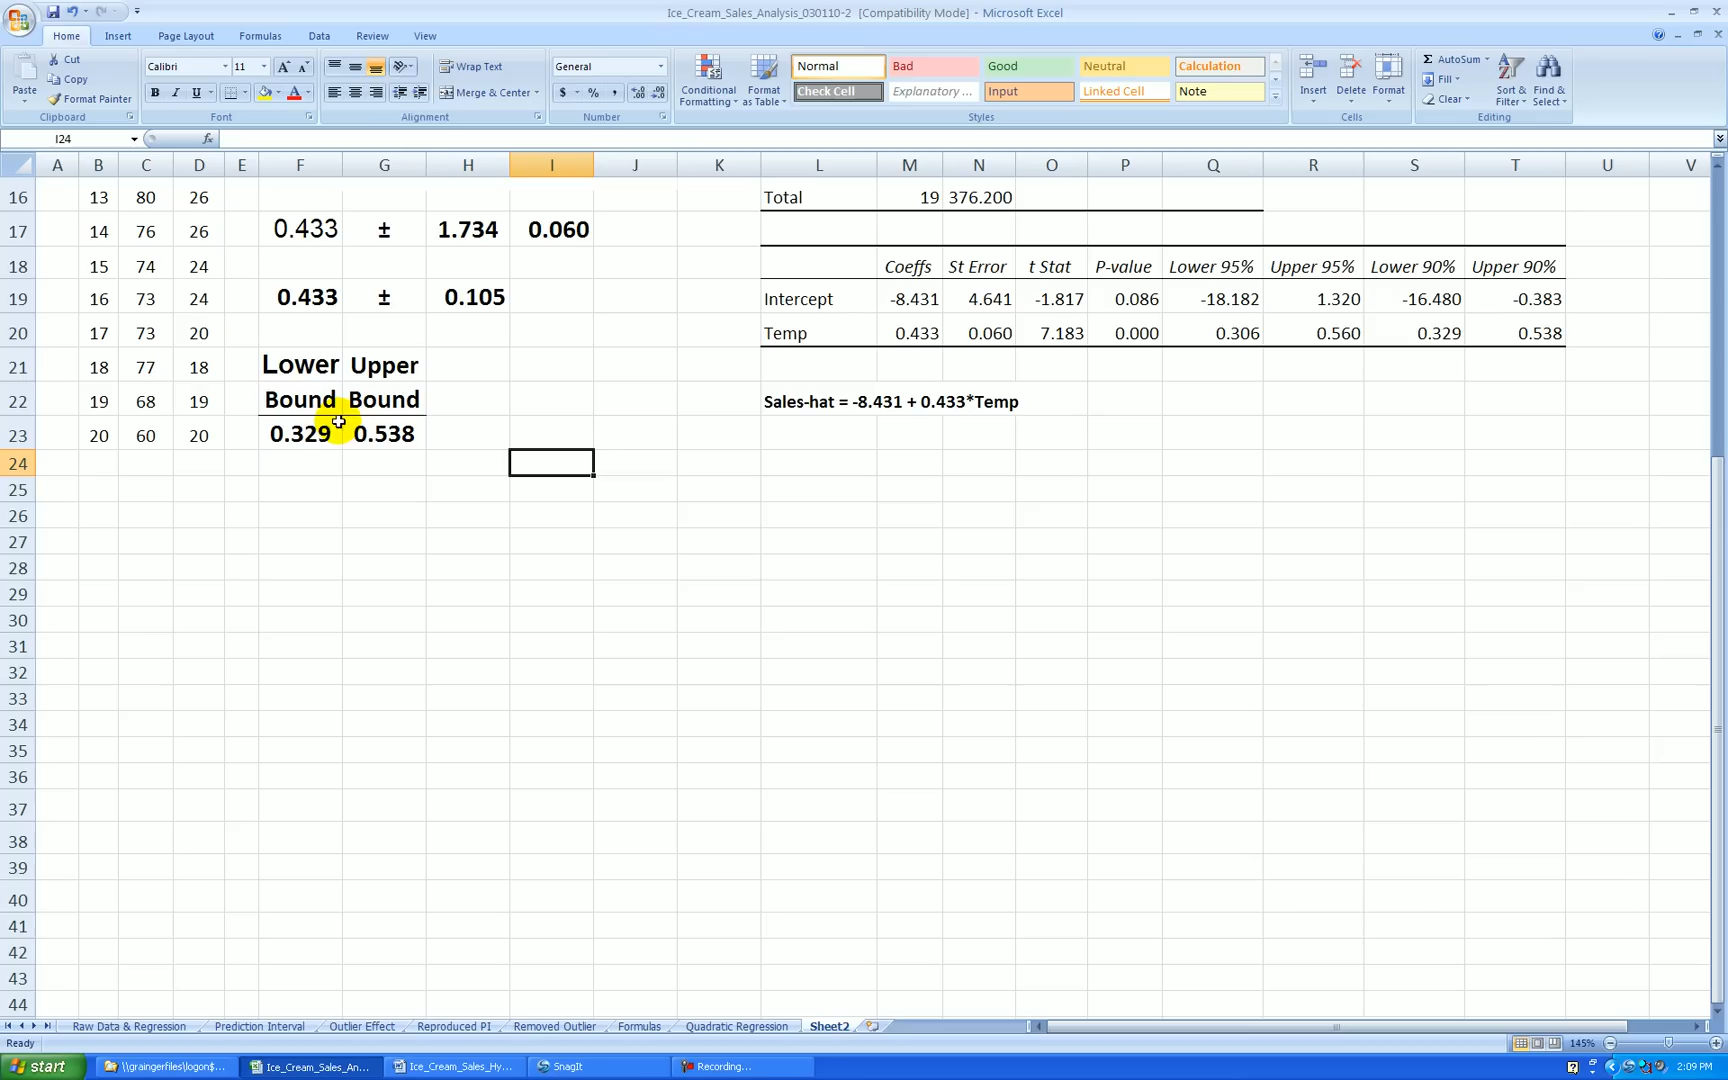 Ice_Cream_Sales_Analysis_030110-2 [Compatibility Mode] - Microsoft Excel
Home Insert Page Layout Formulas Data Review View
Paste Cut Copy Format Painter
Calibri 11
Wrap Text
Merge & Center
General
$ % ,
Conditional Formatting Format as Table
Normal Bad Good Neutral Calculation
Check Cell Explanatory ... Input Linked Cell Note
Insert Delete Format
Σ AutoSum Fill Clear
Sort & Filter Find & Select
Clipboard Font Alignment Number Styles Cells Editing
I24 fx
A B C D E F G H I J K L M N O P Q R S T U V
16 13 80 26 Total 19 376.200
17 14 76 26 0.433 ± 1.734 0.060
18 15 74 24 Coeffs St Error t Stat P-value Lower 95% Upper 95% Lower 90% Upper 90%
19 16 73 24 0.433 ± 0.105 Intercept -8.431 4.641 -1.817 0.086 -18.182 1.320 -16.480 -0.383
20 17 73 20 Temp 0.433 0.060 7.183 0.000 0.306 0.560 0.329 0.538
21 18 77 18 Lower Upper
22 19 68 19 Bound Bound Sales-hat = -8.431 + 0.433*Temp
23 20 60 20 0.329 0.538
24
25
26
27
28
29
30
31
32
33
34
35
36
37
38
39
40
41
42
43
44
Raw Data & Regression Prediction Interval Outlier Effect Reproduced PI Removed Outlier Formulas Quadratic Regression Sheet2
Ready 145%
start \\graingerfiles\logon$... Ice_Cream_Sales_An... Ice_Cream_Sales_Hy... SnagIt Recording... 2:09 PM